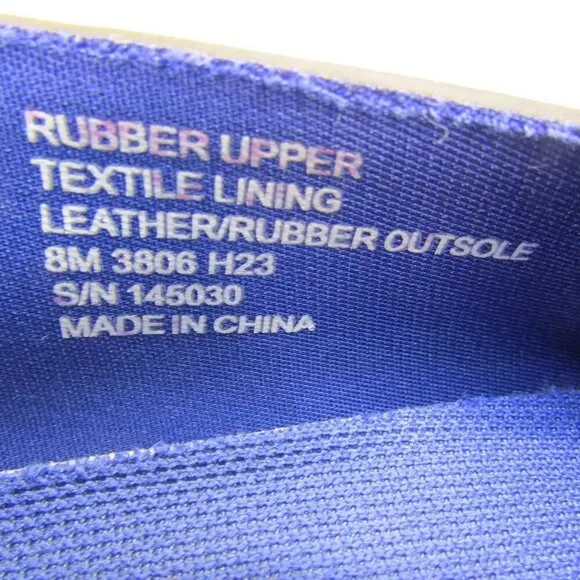 RUBBER UPPER
TEXTILE LINING
LEATHER/RUBBER OUTSOLE
8M 3806 H23
S/N 145030
MADE IN CHINA